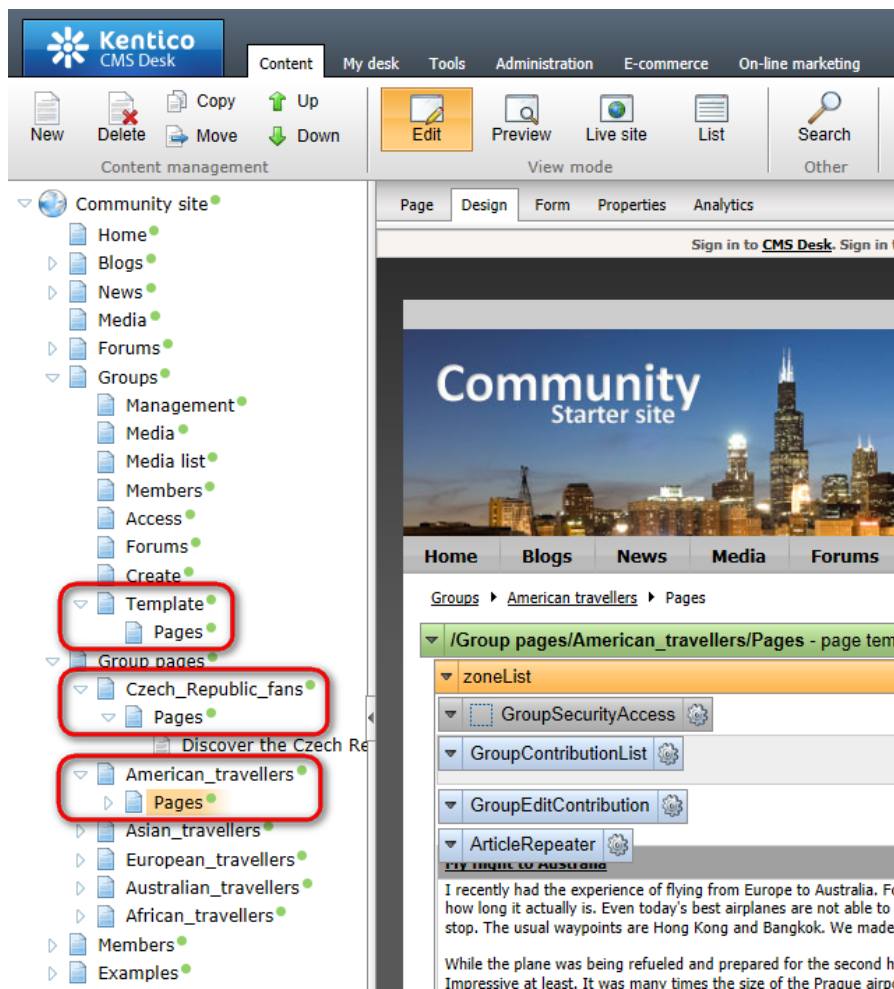 Kentico
CMS Desk
Content My desk Tools Administration E-commerce On-line marketing
New Delete Copy Move Up Down Edit Preview Live site List Search
Content management View mode Other
Community site
Home
Blogs
News
Media
Forums
Groups
Management
Media
Media list
Members
Access
Forums
Create
Template
Pages
Group pages
Czech_Republic_fans
Pages
Discover the Czech Re
American_travellers
Pages
Asian_travellers
European_travellers
Australian_travellers
African_travellers
Members
Examples
Page Design Form Properties Analytics
Sign in to CMS Desk. Sign in
Community
Starter site
Home Blogs News Media Forums
Groups American travellers Pages
/Group pages/American_travellers/Pages - page tem
zoneList
GroupSecurityAccess
GroupContributionList
GroupEditContribution
ArticleRepeater
My flight to Australia
I recently had the experience of flying from Europe to Australia.
how long it actually is. Even today's best airplanes are not able to
stop. The usual waypoints are Hong Kong and Bangkok. We made
While the plane was being refueled and prepared for the second h
Impressive at least. It was many times the size of the Prague airp